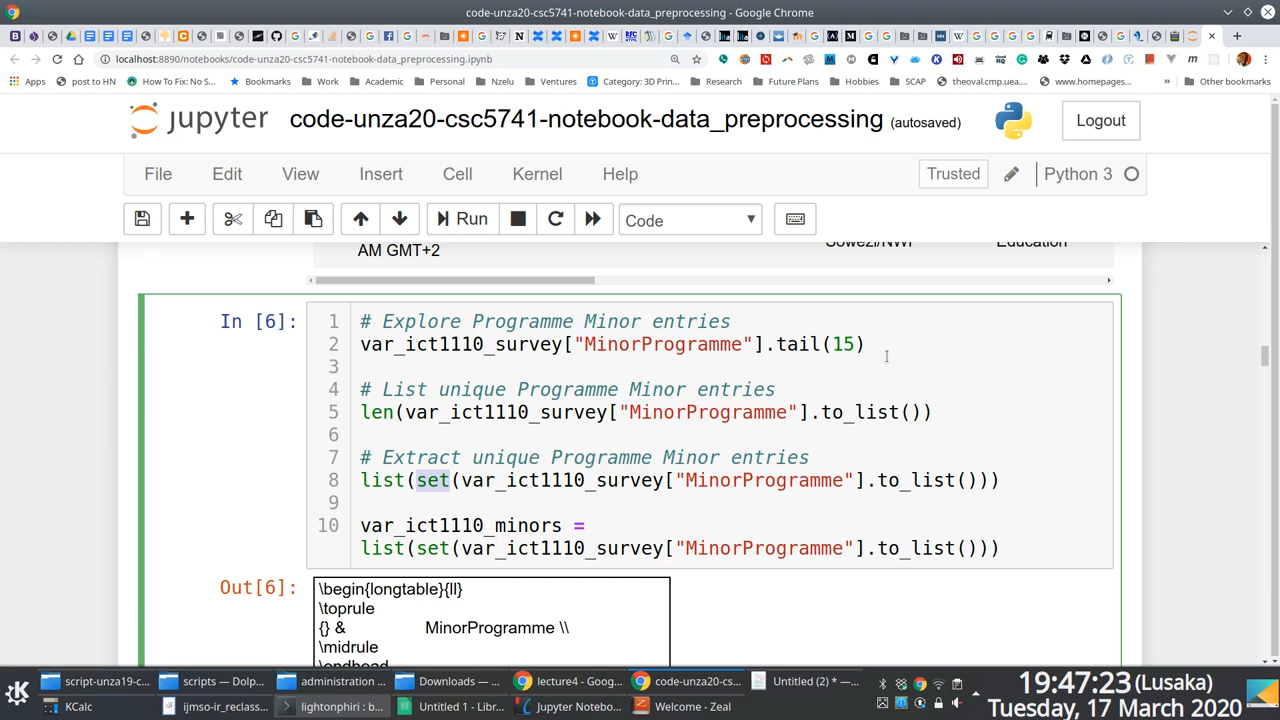 code-unza20-csc5741-notebook-data_preprocessing - Google Chrome
localhost:8890/notebooks/code-unza20-csc5741-notebook-data_preprocessing.ipynb
Apps post to HN How To Fix: No S... Bookmarks Work Academic Personal Nzelu Ventures Category: 3D Prin... Research Future Plans Hobbies SCAP theoval.cmp.uea... https://www.homepages... » Other bookmarks
jupyter code-unza20-csc5741-notebook-data_preprocessing (autosaved) Logout
File Edit View Insert Cell Kernel Help Trusted Python 3
Run Code
Sowezi/NWP Education
AM GMT+2
In [6]:
1 # Explore Programme Minor entries
2 var_ict1110_survey["MinorProgramme"].tail(15)
3
4 # List unique Programme Minor entries
5 len(var_ict1110_survey["MinorProgramme"].to_list())
6
7 # Extract unique Programme Minor entries
8 list(set(var_ict1110_survey["MinorProgramme"].to_list()))
9
10 var_ict1110_minors =
list(set(var_ict1110_survey["MinorProgramme"].to_list()))
Out[6]:
\begin{longtable}{ll}
\toprule
{} & MinorProgramme \\
\midrule
\endhead
script-unza19-c... scripts — Dolp... administration ... Downloads — ... lecture4 - Goog... code-unza20-cs... Untitled (2) * —...
KCalc ijmso-ir_reclass... lightonphiri : b... Untitled 1 - Libr... Jupyter Notebo... Welcome - Zeal
19:47:23 (Lusaka)
Tuesday, 17 March 2020